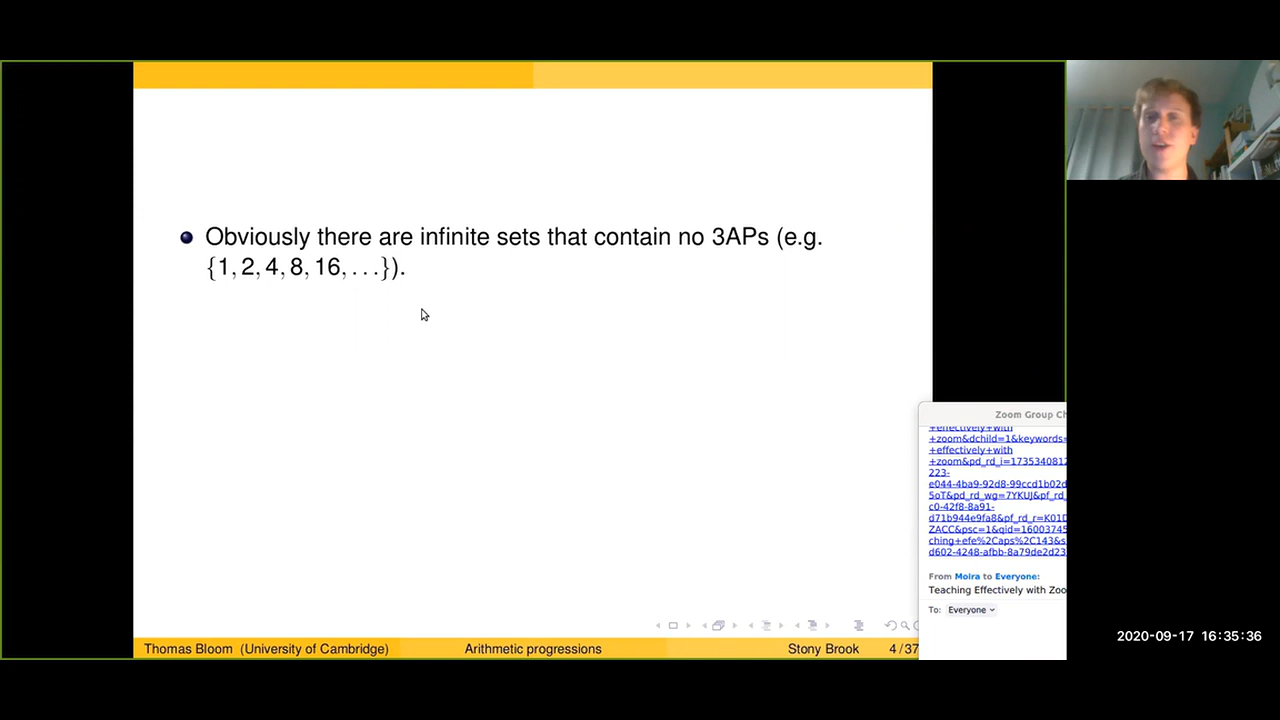 Obviously there are infinite sets that contain no 3APs (e.g.
{1, 2, 4, 8, 16, . . .}).
Zoom Group Ch
+effectively+with
+zoom&dchild=1&keywords=
+effectively+with
+zoom&pd_rd_i=1735340812
223-
e044-4ba9-92d8-99ccd1b02d
5oT&pd_rd_wg=7YKUJ&pf_rd_
c0-42f8-8a91-
d71b944e9fa8&pf_rd_r=K01D
ZACC&psc=1&qid=16003745
ching+efe%2Caps%2C143&s
d602-4248-afbb-8a79de2d23
From Moira to Everyone:
Teaching Effectively with Zoo
To: Everyone
Thomas Bloom (University of Cambridge) Arithmetic progressions Stony Brook 4 / 37
2020-09-17 16:35:36